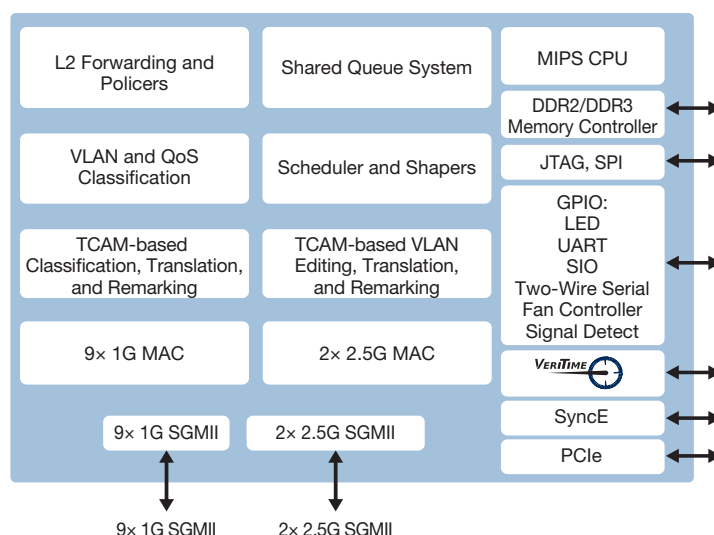 L2 Forwarding and
Policers
Shared Queue System
MIPS CPU
DDR2/DDR3
Memory Controller
VLAN and QoS
Classification
Scheduler and Shapers
JTAG, SPI
GPIO:
LED
UART
SIO
Two-Wire Serial
Fan Controller
Signal Detect
TCAM-based
Classification, Translation,
and Remarking
TCAM-based VLAN
Editing, Translation,
and Remarking
9× 1G MAC
2× 2.5G MAC
VERITIME
SyncE
PCIe
9× 1G SGMII
2× 2.5G SGMII
9× 1G SGMII
2× 2.5G SGMII